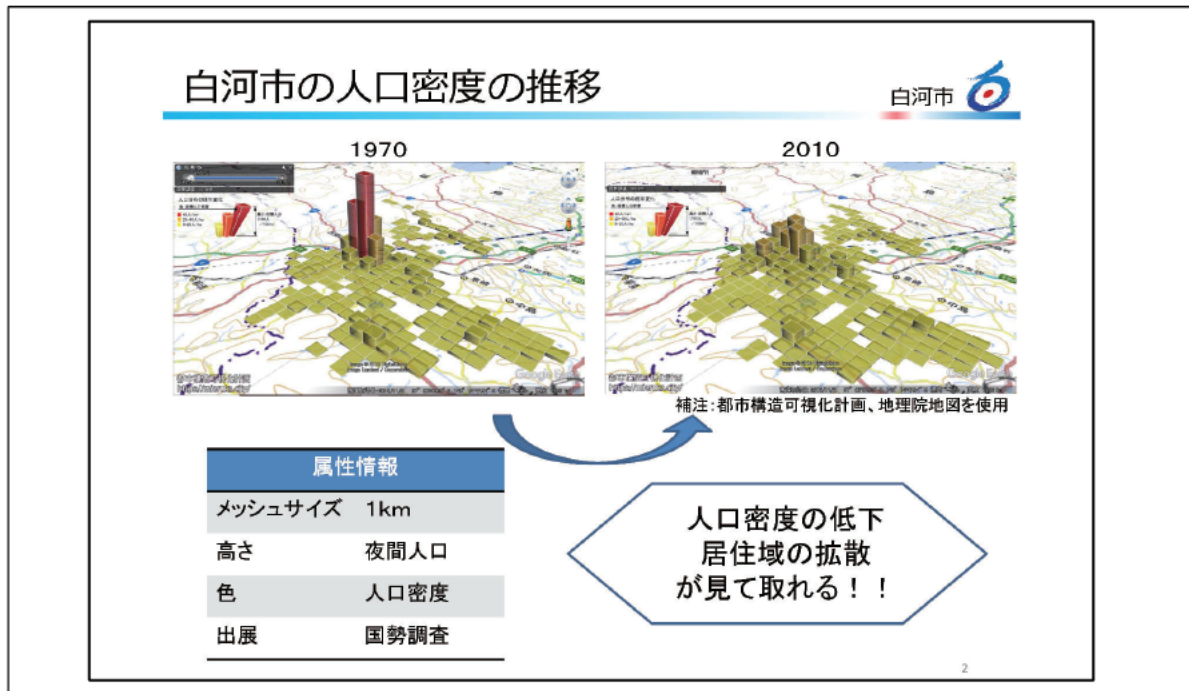 白河市の人口密度の推移
白河市
1970
2010
補注：都市構造可視化計画、地理院地図を使用
属性情報
メッシュサイズ 1km
高さ 夜間人口
色 人口密度
出展 国勢調査
人口密度の低下
居住域の拡散
が見て取れる！！
2